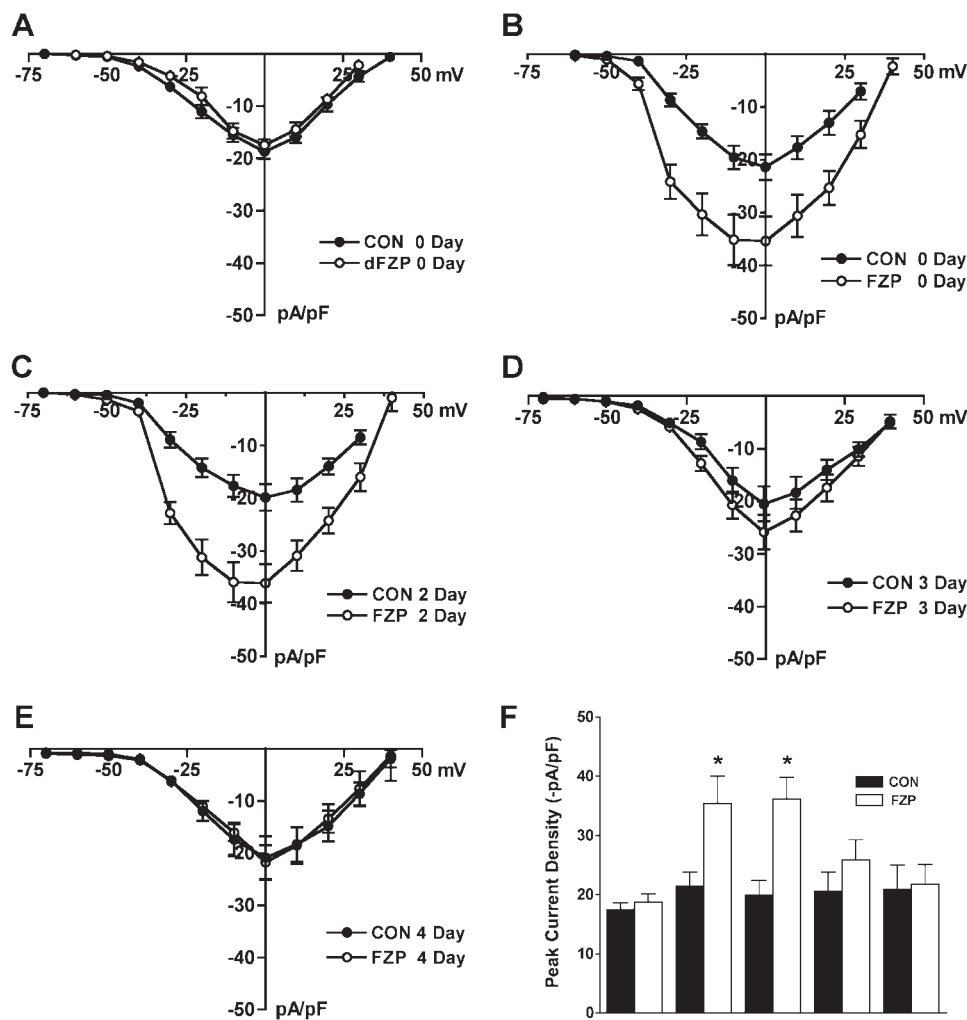 A
-75
-25
25
50 mV
-10
-20
-30
-40
-50
pA/pF
CON 0 Day
dFZP 0 Day
B
-75
-25
25
50 mV
-10
-20
-30
-40
-50
pA/pF
CON 0 Day
FZP 0 Day
C
-75
-25
25
50 mV
-10
-20
-30
-40
-50
pA/pF
CON 2 Day
FZP 2 Day
D
-75
-25
25
50 mV
-10
-20
-30
-40
-50
pA/pF
CON 3 Day
FZP 3 Day
E
-75
-25
25
50 mV
-10
-20
-30
-40
-50
pA/pF
CON 4 Day
FZP 4 Day
F
Peak Current Density (-pA/pF)
50
40
30
20
10
0
* *
CON
FZP